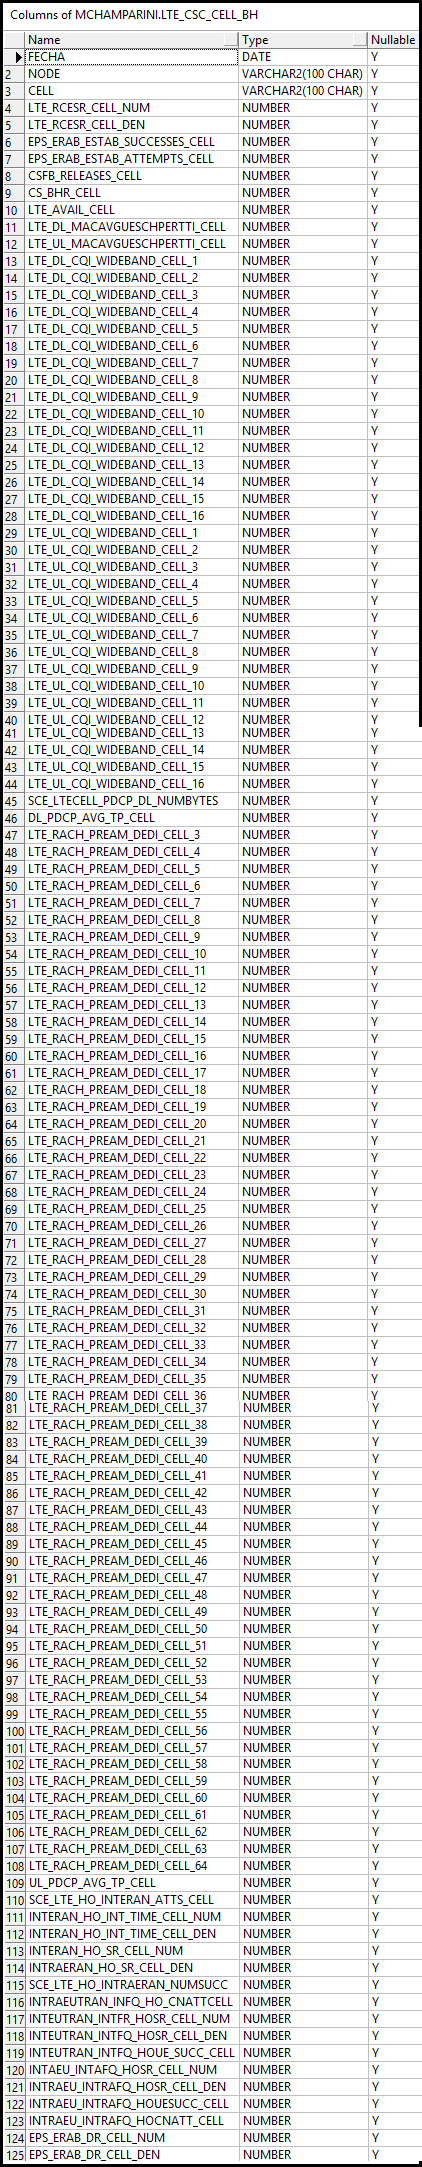 Columns of MCHAMPARINI.LTE_CSC_CELL_BH
Name Type Nullable
FECHA DATE Y
2 NODE VARCHAR2(100 CHAR) Y
3 CELL VARCHAR2(100 CHAR) Y
4 LTE_RCESR_CELL_NUM NUMBER Y
5 LTE_RCESR_CELL_DEN NUMBER Y
6 EPS_ERAB_ESTAB_SUCCESSES_CELL NUMBER Y
7 EPS_ERAB_ESTAB_ATTEMPTS_CELL NUMBER Y
8 CSFB_RELEASES_CELL NUMBER Y
9 CS_BHR_CELL NUMBER Y
10 LTE_AVAIL_CELL NUMBER Y
11 LTE_DL_MACAVGUESCHPERTTI_CELL NUMBER Y
12 LTE_UL_MACAVGUESCHPERTTI_CELL NUMBER Y
13 LTE_DL_CQI_WIDEBAND_CELL_1 NUMBER Y
14 LTE_DL_CQI_WIDEBAND_CELL_2 NUMBER Y
15 LTE_DL_CQI_WIDEBAND_CELL_3 NUMBER Y
16 LTE_DL_CQI_WIDEBAND_CELL_4 NUMBER Y
17 LTE_DL_CQI_WIDEBAND_CELL_5 NUMBER Y
18 LTE_DL_CQI_WIDEBAND_CELL_6 NUMBER Y
19 LTE_DL_CQI_WIDEBAND_CELL_7 NUMBER Y
20 LTE_DL_CQI_WIDEBAND_CELL_8 NUMBER Y
21 LTE_DL_CQI_WIDEBAND_CELL_9 NUMBER Y
22 LTE_DL_CQI_WIDEBAND_CELL_10 NUMBER Y
23 LTE_DL_CQI_WIDEBAND_CELL_11 NUMBER Y
24 LTE_DL_CQI_WIDEBAND_CELL_12 NUMBER Y
25 LTE_DL_CQI_WIDEBAND_CELL_13 NUMBER Y
26 LTE_DL_CQI_WIDEBAND_CELL_14 NUMBER Y
27 LTE_DL_CQI_WIDEBAND_CELL_15 NUMBER Y
28 LTE_DL_CQI_WIDEBAND_CELL_16 NUMBER Y
29 LTE_UL_CQI_WIDEBAND_CELL_1 NUMBER Y
30 LTE_UL_CQI_WIDEBAND_CELL_2 NUMBER Y
31 LTE_UL_CQI_WIDEBAND_CELL_3 NUMBER Y
32 LTE_UL_CQI_WIDEBAND_CELL_4 NUMBER Y
33 LTE_UL_CQI_WIDEBAND_CELL_5 NUMBER Y
34 LTE_UL_CQI_WIDEBAND_CELL_6 NUMBER Y
35 LTE_UL_CQI_WIDEBAND_CELL_7 NUMBER Y
36 LTE_UL_CQI_WIDEBAND_CELL_8 NUMBER Y
37 LTE_UL_CQI_WIDEBAND_CELL_9 NUMBER Y
38 LTE_UL_CQI_WIDEBAND_CELL_10 NUMBER Y
39 LTE_UL_CQI_WIDEBAND_CELL_11 NUMBER Y
40 LTE_UL_CQI_WIDEBAND_CELL_12 NUMBER Y
41 LTE_UL_CQI_WIDEBAND_CELL_13 NUMBER Y
42 LTE_UL_CQI_WIDEBAND_CELL_14 NUMBER Y
43 LTE_UL_CQI_WIDEBAND_CELL_15 NUMBER Y
44 LTE_UL_CQI_WIDEBAND_CELL_16 NUMBER Y
45 SCE_LTECELL_PDCP_DL_NUMBYTES NUMBER Y
46 DL_PDCP_AVG_TP_CELL NUMBER Y
47 LTE_RACH_PREAM_DEDI_CELL_3 NUMBER Y
48 LTE_RACH_PREAM_DEDI_CELL_4 NUMBER Y
49 LTE_RACH_PREAM_DEDI_CELL_5 NUMBER Y
50 LTE_RACH_PREAM_DEDI_CELL_6 NUMBER Y
51 LTE_RACH_PREAM_DEDI_CELL_7 NUMBER Y
52 LTE_RACH_PREAM_DEDI_CELL_8 NUMBER Y
53 LTE_RACH_PREAM_DEDI_CELL_9 NUMBER Y
54 LTE_RACH_PREAM_DEDI_CELL_10 NUMBER Y
55 LTE_RACH_PREAM_DEDI_CELL_11 NUMBER Y
56 LTE_RACH_PREAM_DEDI_CELL_12 NUMBER Y
57 LTE_RACH_PREAM_DEDI_CELL_13 NUMBER Y
58 LTE_RACH_PREAM_DEDI_CELL_14 NUMBER Y
59 LTE_RACH_PREAM_DEDI_CELL_15 NUMBER Y
60 LTE_RACH_PREAM_DEDI_CELL_16 NUMBER Y
61 LTE_RACH_PREAM_DEDI_CELL_17 NUMBER Y
62 LTE_RACH_PREAM_DEDI_CELL_18 NUMBER Y
63 LTE_RACH_PREAM_DEDI_CELL_19 NUMBER Y
64 LTE_RACH_PREAM_DEDI_CELL_20 NUMBER Y
65 LTE_RACH_PREAM_DEDI_CELL_21 NUMBER Y
66 LTE_RACH_PREAM_DEDI_CELL_22 NUMBER Y
67 LTE_RACH_PREAM_DEDI_CELL_23 NUMBER Y
68 LTE_RACH_PREAM_DEDI_CELL_24 NUMBER Y
69 LTE_RACH_PREAM_DEDI_CELL_25 NUMBER Y
70 LTE_RACH_PREAM_DEDI_CELL_26 NUMBER Y
71 LTE_RACH_PREAM_DEDI_CELL_27 NUMBER Y
72 LTE_RACH_PREAM_DEDI_CELL_28 NUMBER Y
73 LTE_RACH_PREAM_DEDI_CELL_29 NUMBER Y
74 LTE_RACH_PREAM_DEDI_CELL_30 NUMBER Y
75 LTE_RACH_PREAM_DEDI_CELL_31 NUMBER Y
76 LTE_RACH_PREAM_DEDI_CELL_32 NUMBER Y
77 LTE_RACH_PREAM_DEDI_CELL_33 NUMBER Y
78 LTE_RACH_PREAM_DEDI_CELL_34 NUMBER Y
79 LTE_RACH_PREAM_DEDI_CELL_35 NUMBER Y
80 LTE_RACH_PREAM_DEDI_CELL_36 NUMBER Y
81 LTE_RACH_PREAM_DEDI_CELL_37 NUMBER Y
82 LTE_RACH_PREAM_DEDI_CELL_38 NUMBER Y
83 LTE_RACH_PREAM_DEDI_CELL_39 NUMBER Y
84 LTE_RACH_PREAM_DEDI_CELL_40 NUMBER Y
85 LTE_RACH_PREAM_DEDI_CELL_41 NUMBER Y
86 LTE_RACH_PREAM_DEDI_CELL_42 NUMBER Y
87 LTE_RACH_PREAM_DEDI_CELL_43 NUMBER Y
88 LTE_RACH_PREAM_DEDI_CELL_44 NUMBER Y
89 LTE_RACH_PREAM_DEDI_CELL_45 NUMBER Y
90 LTE_RACH_PREAM_DEDI_CELL_46 NUMBER Y
91 LTE_RACH_PREAM_DEDI_CELL_47 NUMBER Y
92 LTE_RACH_PREAM_DEDI_CELL_48 NUMBER Y
93 LTE_RACH_PREAM_DEDI_CELL_49 NUMBER Y
94 LTE_RACH_PREAM_DEDI_CELL_50 NUMBER Y
95 LTE_RACH_PREAM_DEDI_CELL_51 NUMBER Y
96 LTE_RACH_PREAM_DEDI_CELL_52 NUMBER Y
97 LTE_RACH_PREAM_DEDI_CELL_53 NUMBER Y
98 LTE_RACH_PREAM_DEDI_CELL_54 NUMBER Y
99 LTE_RACH_PREAM_DEDI_CELL_55 NUMBER Y
100 LTE_RACH_PREAM_DEDI_CELL_56 NUMBER Y
101 LTE_RACH_PREAM_DEDI_CELL_57 NUMBER Y
102 LTE_RACH_PREAM_DEDI_CELL_58 NUMBER Y
103 LTE_RACH_PREAM_DEDI_CELL_59 NUMBER Y
104 LTE_RACH_PREAM_DEDI_CELL_60 NUMBER Y
105 LTE_RACH_PREAM_DEDI_CELL_61 NUMBER Y
106 LTE_RACH_PREAM_DEDI_CELL_62 NUMBER Y
107 LTE_RACH_PREAM_DEDI_CELL_63 NUMBER Y
108 LTE_RACH_PREAM_DEDI_CELL_64 NUMBER Y
109 UL_PDCP_AVG_TP_CELL NUMBER Y
110 SCE_LTE_HO_INTERAN_ATTS_CELL NUMBER Y
111 INTERAN_HO_INT_TIME_CELL_NUM NUMBER Y
112 INTERAN_HO_INT_TIME_CELL_DEN NUMBER Y
113 INTERAN_HO_SR_CELL_NUM NUMBER Y
114 INTRAERAN_HO_SR_CELL_DEN NUMBER Y
115 SCE_LTE_HO_INTRAERAN_NUMSUCC NUMBER Y
116 INTRAEUTRAN_INFQ_HO_CNATTCELL NUMBER Y
117 INTEUTRAN_INTFR_HOSR_CELL_NUM NUMBER Y
118 INTEUTRAN_INTFQ_HOSR_CELL_DEN NUMBER Y
119 INTEUTRAN_INTFQ_HOUE_SUCC_CELL NUMBER Y
120 INTAEU_INTAFQ_HOSR_CELL_NUM NUMBER Y
121 INTRAEU_INTRAFQ_HOSR_CELL_DEN NUMBER Y
122 INTRAEU_INTRAFQ_HOUESUCC_CELL NUMBER Y
123 INTRAEU_INTRAFQ_HOCNATT_CELL NUMBER Y
124 EPS_ERAB_DR_CELL_NUM NUMBER Y
125 EPS_ERAB_DR_CELL_DEN NUMBER Y